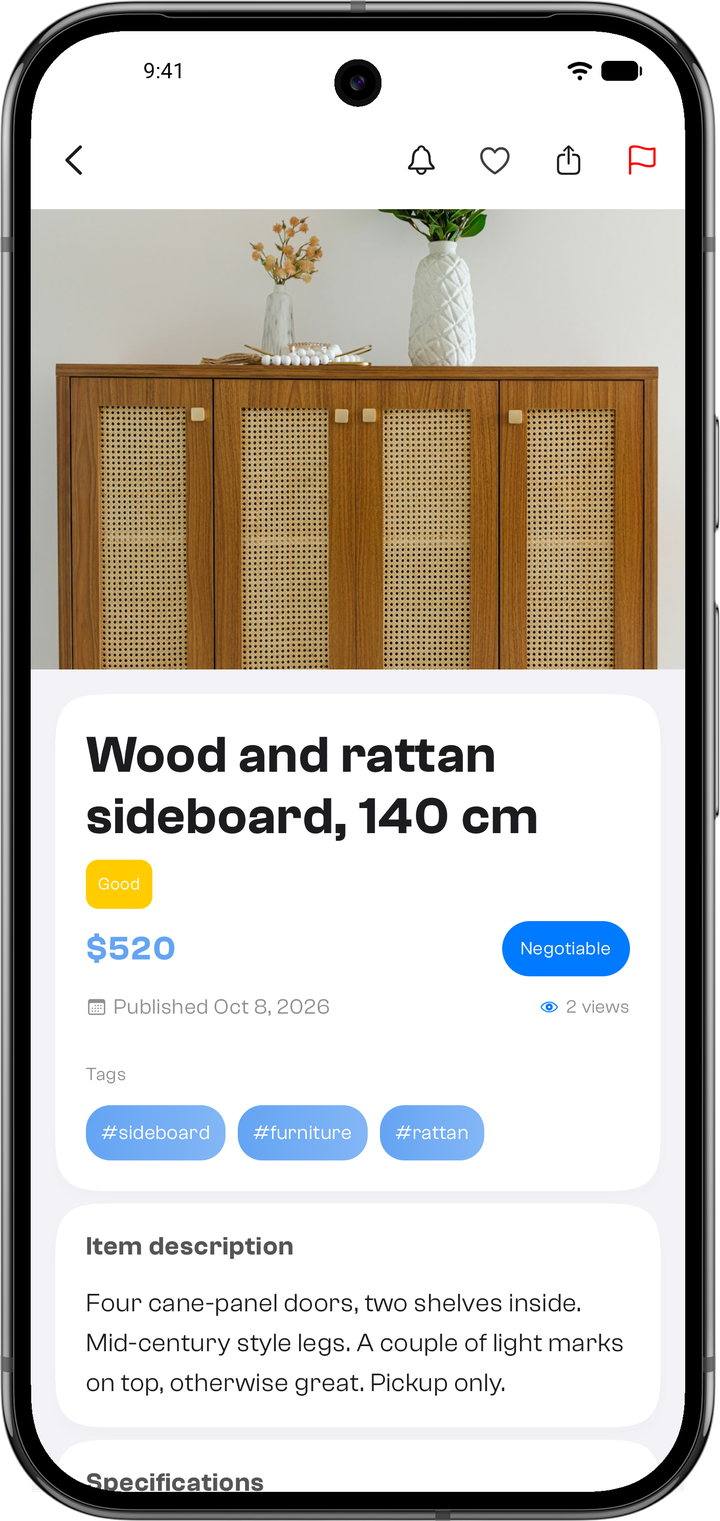 9:41
Wood and rattan
sideboard, 140 cm
Good
$520
Negotiable
Published Oct 8, 2026
2 views
Tags
#sideboard #furniture #rattan
Item description
Four cane-panel doors, two shelves inside.
Mid-century style legs. A couple of light marks
on top, otherwise great. Pickup only.
Specifications